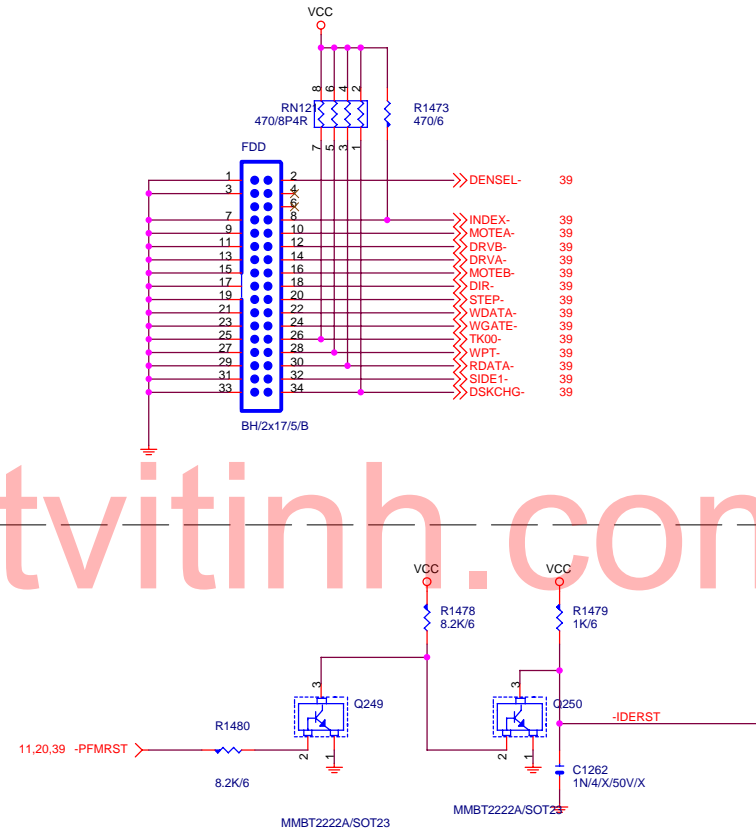 VCC
8 6 4 2
RN121
470/8P4R
R1473
470/6
7 5 3 1
FDD
1 2 DENSEL- 39
3 4
6
7 8 INDEX- 39
9 10 MOTEA- 39
11 12 DRVB- 39
13 14 DRVA- 39
15 16 MOTEB- 39
17 18 DIR- 39
19 20 STEP- 39
21 22 WDATA- 39
23 24 WGATE- 39
25 26 TK00- 39
27 28 WPT- 39
29 30 RDATA- 39
31 32 SIDE1- 39
33 34 DSKCHG- 39
BH/2x17/5/B
tvitinh.com
VCC VCC
R1478
8.2K/6
R1479
1K/6
3 3
Q249 Q250
-IDERST
R1480
11,20,39 -PFMRST
2 1 2 1
8.2K/6
C1262
1N/4/X/50V/X
MMBT2222A/SOT23
MMBT2222A/SOT23